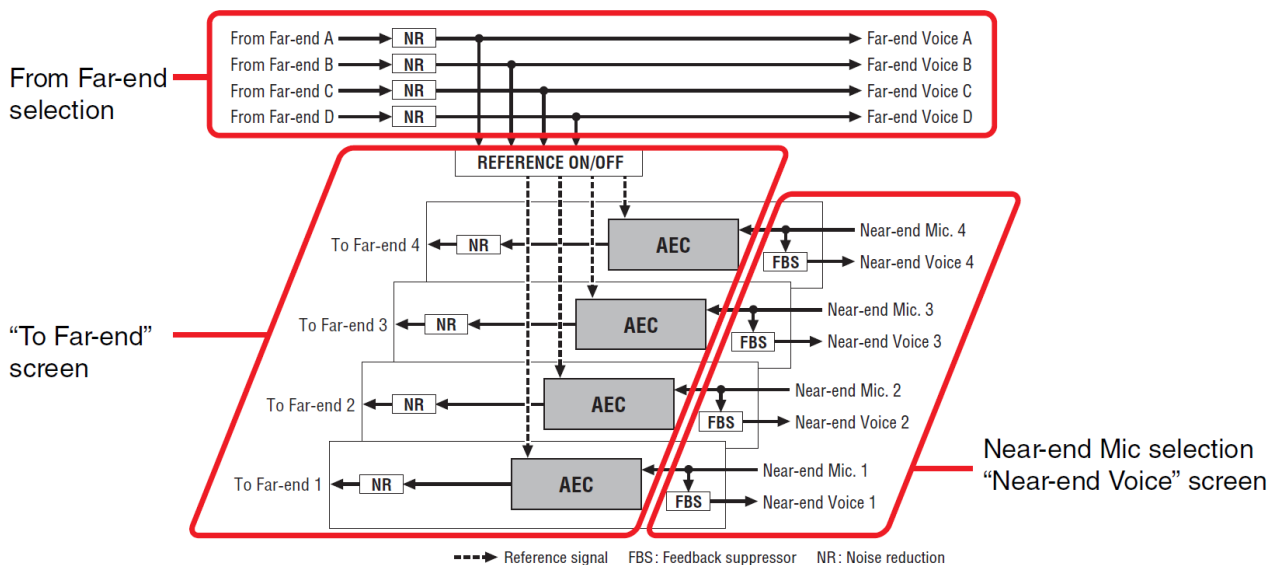 From Far-end A NR Far-end Voice A
From Far-end B NR Far-end Voice B
From Far-end C NR Far-end Voice C
From Far-end D NR Far-end Voice D
From Far-end
selection
REFERENCE ON/OFF
To Far-end 4 NR AEC Near-end Mic. 4
FBS Near-end Voice 4
To Far-end 3 NR AEC Near-end Mic. 3
FBS Near-end Voice 3
“To Far-end”
screen
To Far-end 2 NR AEC Near-end Mic. 2
FBS Near-end Voice 2
To Far-end 1 NR AEC Near-end Mic. 1
FBS Near-end Voice 1
Near-end Mic selection
“Near-end Voice” screen
Reference signal FBS : Feedback suppressor NR : Noise reduction